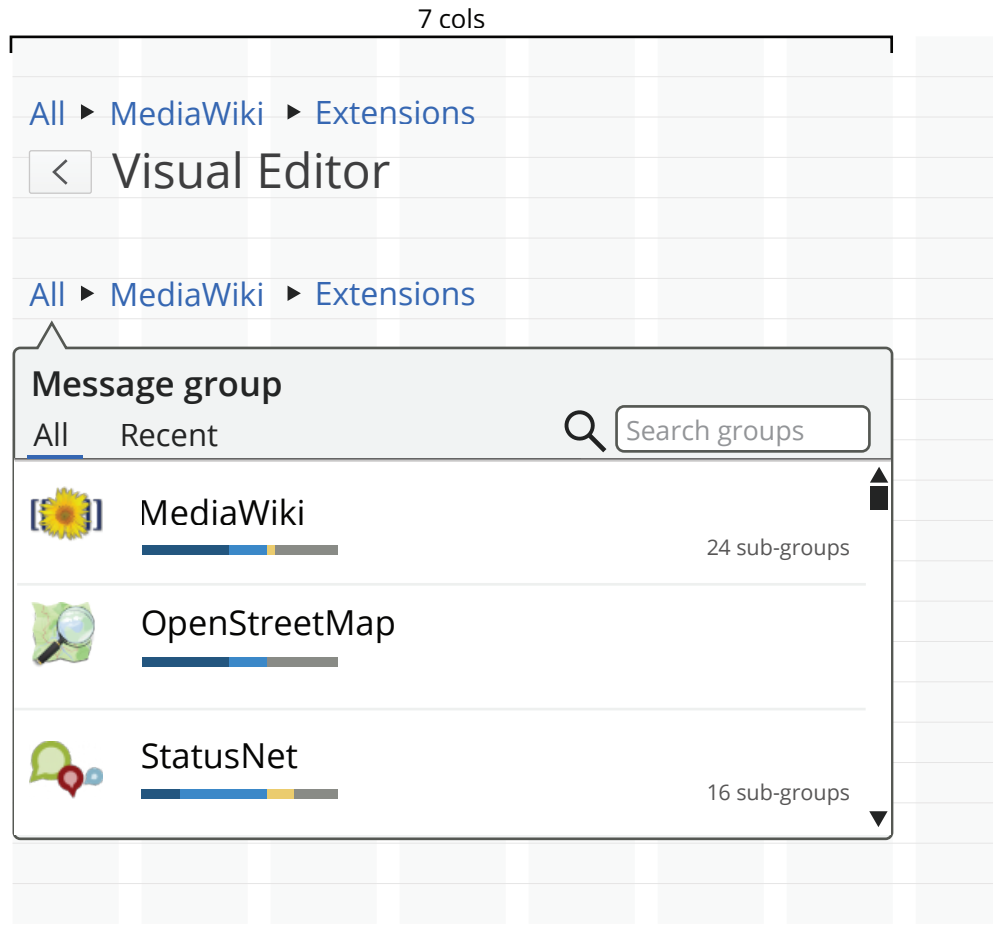 7 cols
All ▸ MediaWiki ▸ Extensions
< Visual Editor
All ▸ MediaWiki ▸ Extensions
Message group
All Recent Search groups
MediaWiki
24 sub-groups
OpenStreetMap
StatusNet
16 sub-groups